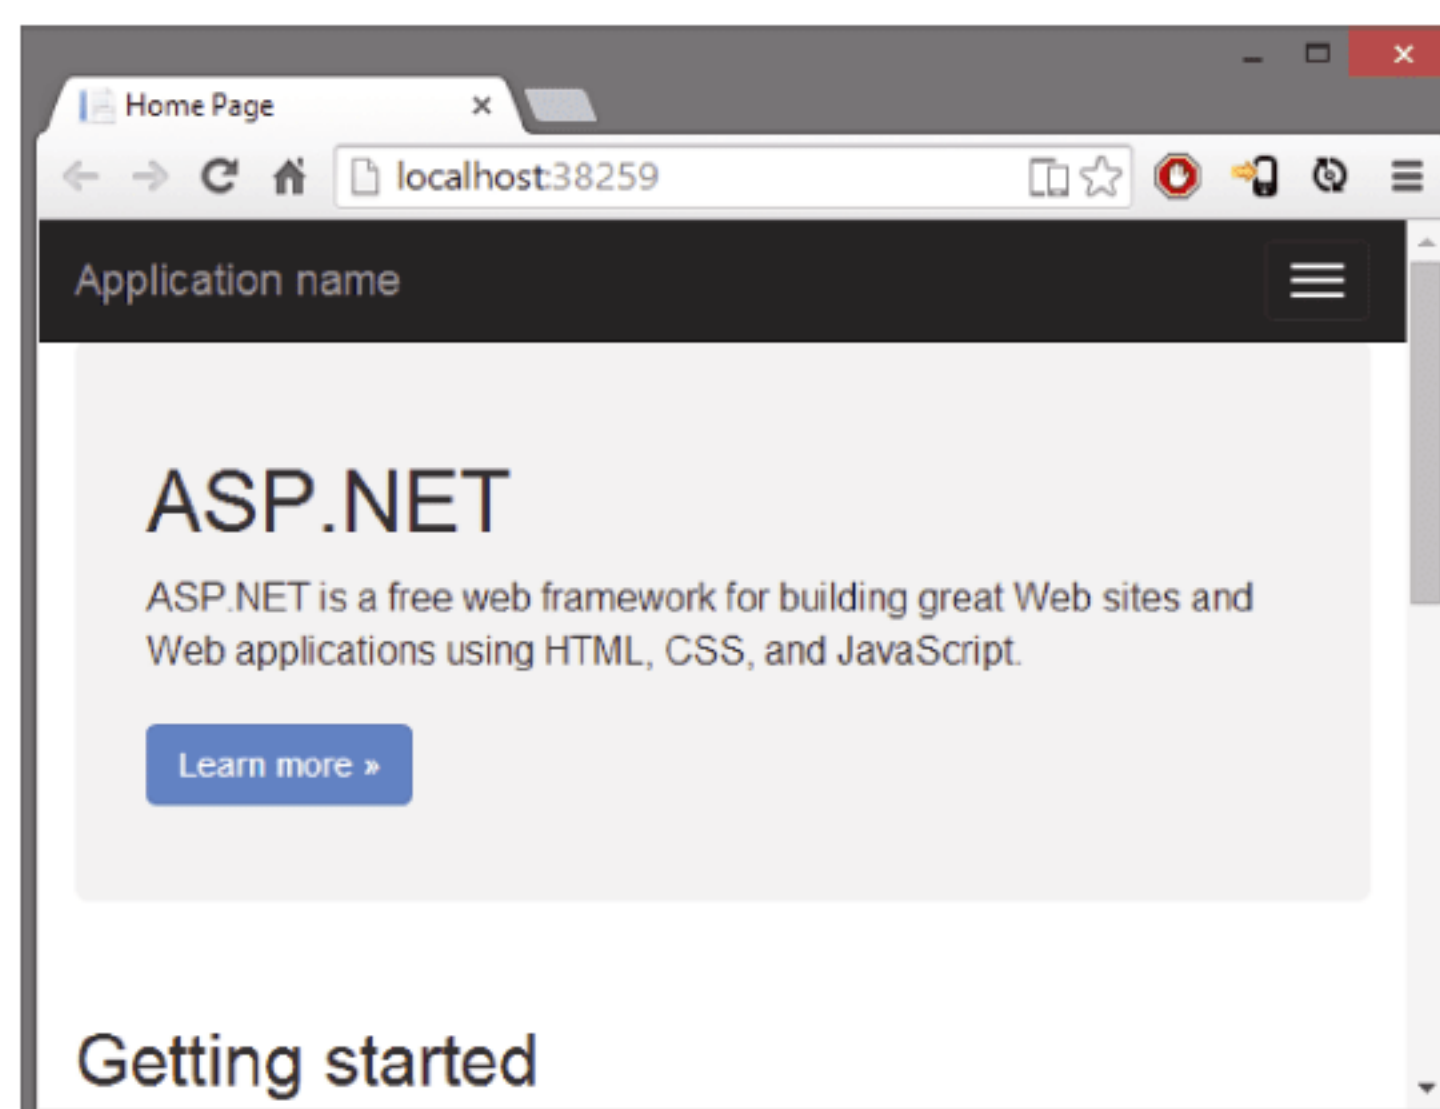 Home Page
localhost:38259
Application name
ASP.NET
ASP.NET is a free web framework for building great Web sites and
Web applications using HTML, CSS, and JavaScript.
Learn more »
Getting started